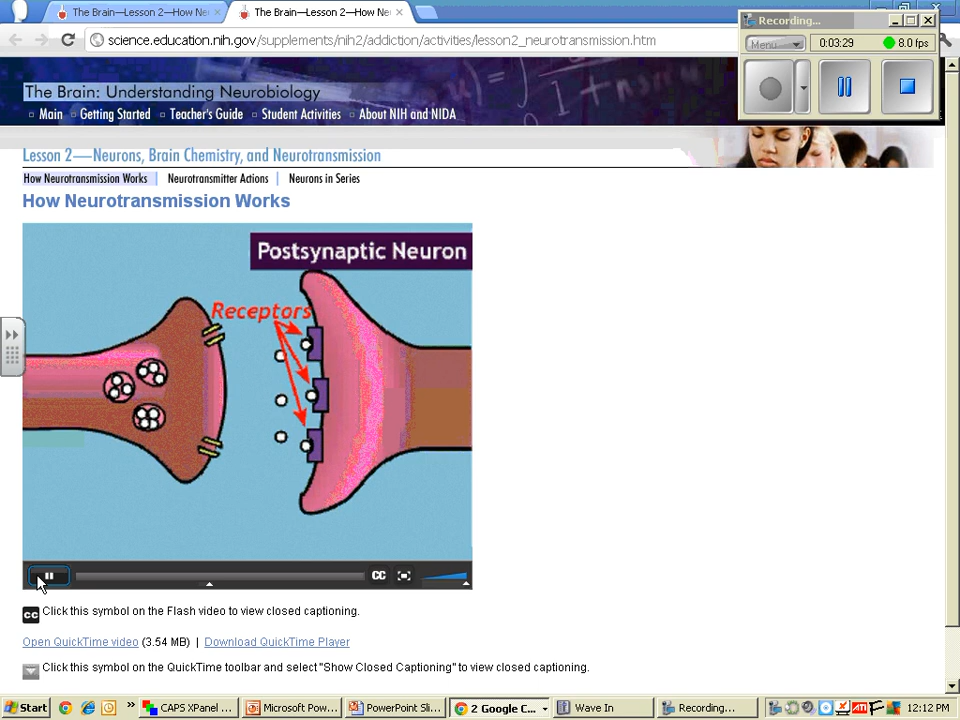 The Brain—Lesson 2—How Ne
The Brain—Lesson 2—How Ne
Recording...
science.education.nih.gov/supplements/nih2/addiction/activities/lesson2_neurotransmission.htm
Menu
0:03:29
8.0 fps
The Brain: Understanding Neurobiology
Main
Getting Started
Teacher's Guide
Student Activities
About NIH and NIDA
Lesson 2—Neurons, Brain Chemistry, and Neurotransmission
How Neurotransmission Works | Neurotransmitter Actions | Neurons in Series
How Neurotransmission Works
Postsynaptic Neuron
Receptors
CC
cc Click this symbol on the Flash video to view closed captioning.
Open QuickTime video (3.54 MB) | Download QuickTime Player
Click this symbol on the QuickTime toolbar and select "Show Closed Captioning" to view closed captioning.
Start
CAPS XPanel ...
Microsoft Pow...
PowerPoint Sli...
2 Google C...
Wave In
Recording...
12:12 PM